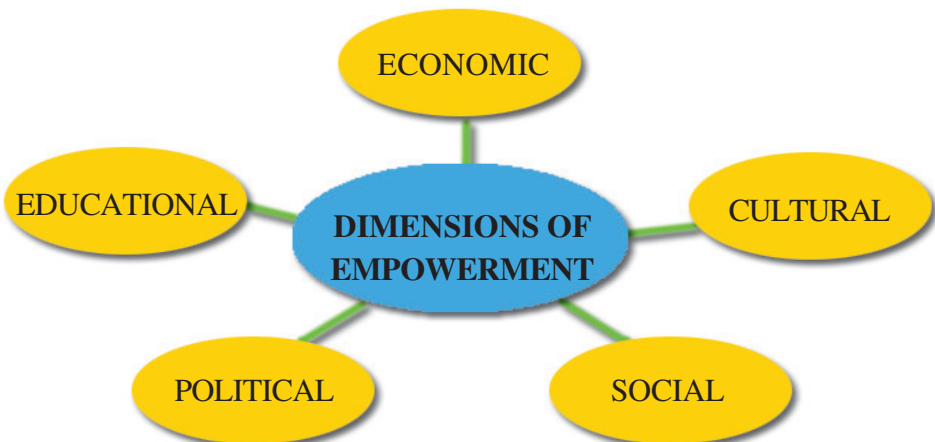 ECONOMIC
EDUCATIONAL
DIMENSIONS OF
EMPOWERMENT
CULTURAL
POLITICAL
SOCIAL